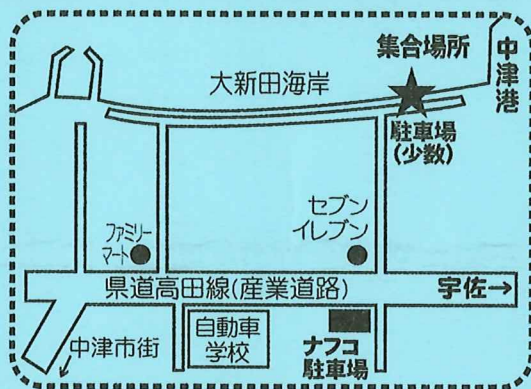 集合場所
中津港
大新田海岸
駐車場
(少数)
ファミリー
マート
セブン
イレブン
県道高田線(産業道路)
宇佐→
中津市街
自動車
学校
ナフコ
駐車場